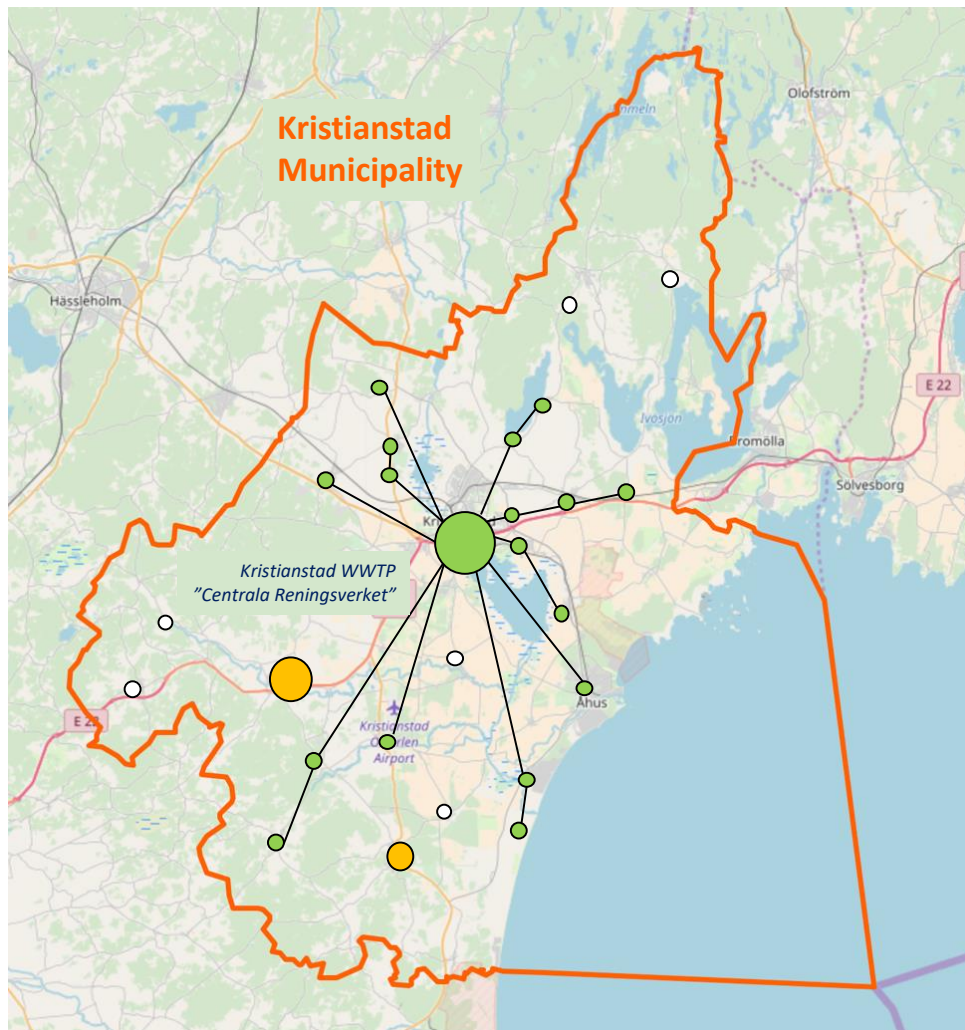 Olofström
Kristianstad
Municipality
Hässleholm
Ivösjön
E 22
Bromölla
Sölvesborg
Kristianstad WWTP
”Centrala Reningsverket”
Åhus
E 22
Kristianstad
Österlen
Airport